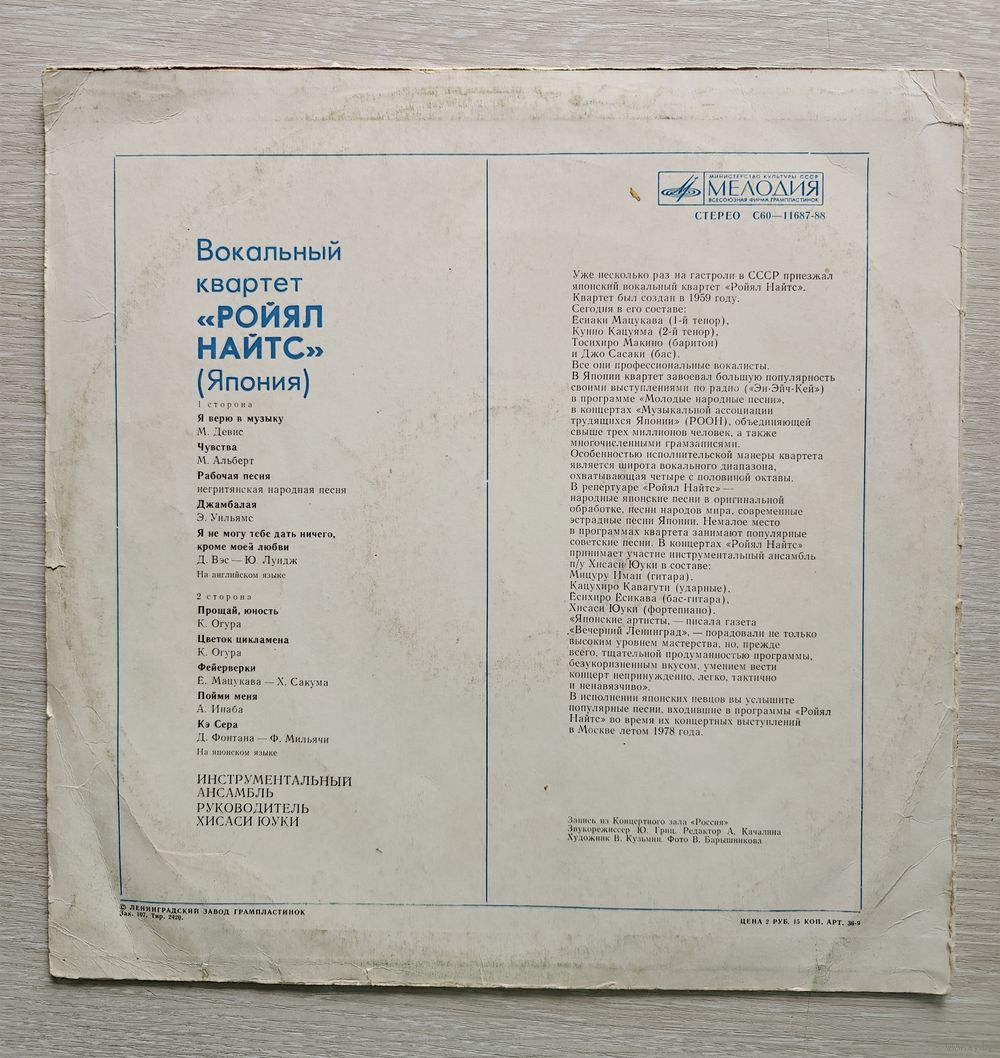 МИНИСТЕРСТВО КУЛЬТУРЫ СССР
МЕЛОДИЯ
ВСЕСОЮЗНАЯ ФИРМА ГРАМПЛАСТИНОК
СТЕРЕО С60—11687-88
Вокальный
квартет
«РОЙЯЛ
НАЙТС»
(Япония)
1 сторона
Я верю в музыку
М. Девис
Чувства
М. Альберт
Рабочая песня
негритянская народная песня
Джамбалая
Э. Уильямс
Я не могу тебе дать ничего,
кроме моей любви
Д. Вэс — Ю. Луидж
На английском языке
2 сторона
Прощай, юность
К. Огура
Цветок цикламена
К. Огура
Фейерверки
Е. Мацукава — Х. Сакума
Пойми меня
А. Инаба
Кэ Сера
Д. Фонтана — Ф. Мильячи
На японском языке
ИНСТРУМЕНТАЛЬНЫЙ
АНСАМБЛЬ
РУКОВОДИТЕЛЬ
ХИСАСИ ЮУКИ
Уже несколько раз на гастроли в СССР приезжал
японский вокальный квартет «Ройял Найтс».
Квартет был создан в 1959 году.
Сегодня в его составе:
Ёсиаки Мацукава (1-й тенор),
Кунио Кацуяма (2-й тенор),
Тосихиро Макино (баритон)
и Джо Сасаки (бас).
Все они профессиональные вокалисты.
В Японии квартет завоевал большую популярность
своими выступлениями по радио («Эн-Эйч-Кей»)
в программе «Молодые народные песни»,
в концертах «Музыкальной ассоциации
трудящихся Японии» (РООН), объединяющей
свыше трех миллионов человек, а также
многочисленными грамзаписями.
Особенностью исполнительской манеры квартета
является широта вокального диапазона,
охватывающая четыре с половиной октавы.
В репертуаре «Ройял Найтс» —
народные японские песни в оригинальной
обработке, песни народов мира, современные
эстрадные песни Японии. Немалое место
в программах квартета занимают популярные
советские песни. В концертах «Ройял Найтс»
принимает участие инструментальный ансамбль
п/у Хисаси Юуки в составе:
Мицуру Иман (гитара),
Кацухиро Кавагути (ударные),
Ёсихиро Ёсикава (бас-гитара),
Хисаси Юуки (фортепиано).
«Японские артисты, — писала газета
«Вечерний Ленинград», — порадовали не только
высоким уровнем мастерства, но, прежде
всего, тщательной продуманностью программы,
безукоризненным вкусом, умением вести
концерт непринужденно, легко, тактично
и ненавязчиво».
В исполнении японских певцов вы услышите
популярные песни, входившие в программы «Ройял
Найтс» во время их концертных выступлений
в Москве летом 1978 года.
Запись из Концертного зала «Россия»
Звукорежиссер Ю. Гриц. Редактор А. Качалина
Художник В. Кузьмин. Фото В. Барышникова
© ЛЕНИНГРАДСКИЙ ЗАВОД ГРАМПЛАСТИНОК
Зак. 107. Тир. 2420.
ЦЕНА 2 РУБ. 15 КОП. АРТ. 36-9